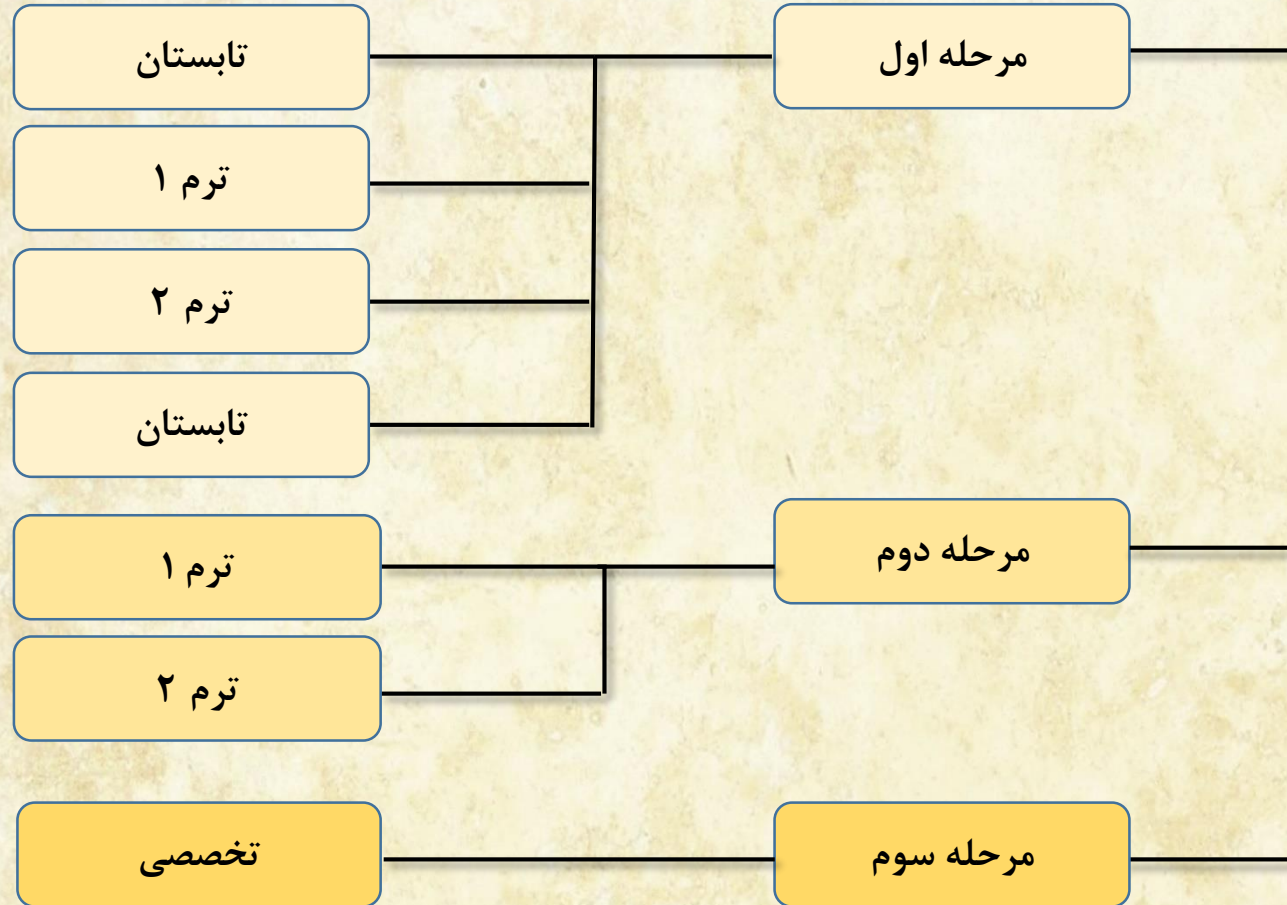 مرحله اول
تابستان
ترم ۱
ترم ۲
تابستان
مرحله دوم
ترم ۱
ترم ۲
مرحله سوم
تخصصی